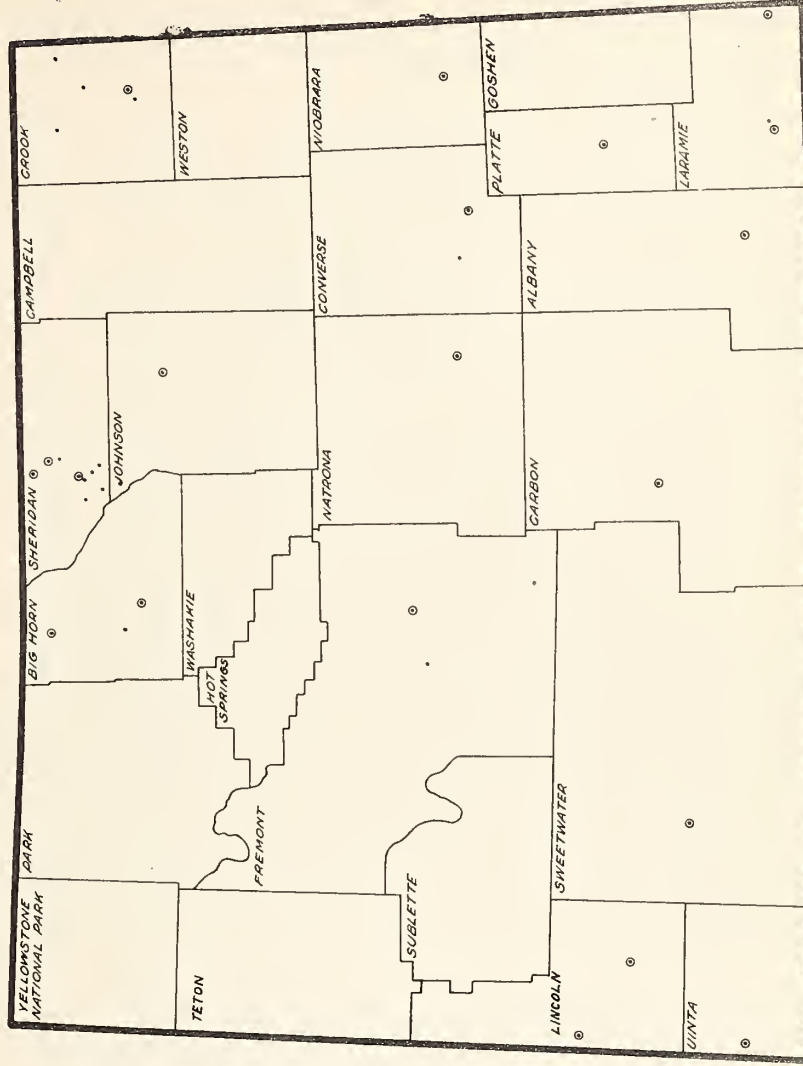 YELLOWSTONE
NATIONAL PARK
PARK
BIG HORN
SHERIDAN
CAMPBELL
CROOK
JOHNSON
WESTON
TETON
HOT
SPRINGS
WASHAKIE
FREMONT
NATRONA
CONVERSE
NIOBRARA
SUBLETTE
PLATTE
GOSHEN
LINCOLN
SWEETWATER
CARBON
ALBANY
LARAMIE
UINTA